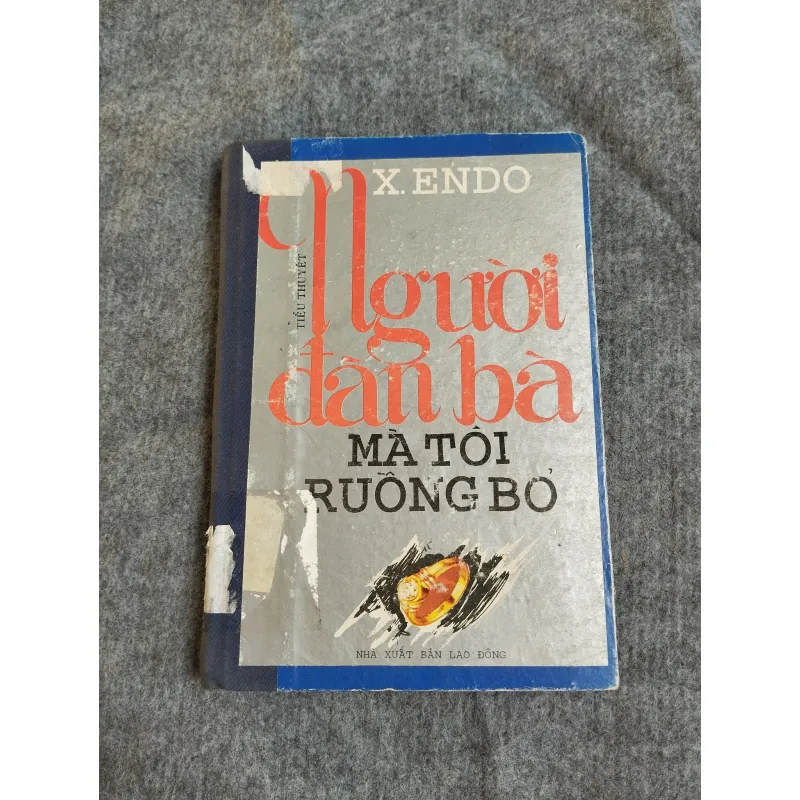 X. ENDO
TIỂU THUYẾT
Người
đàn bà
MÀ TÔI
RUỒNG BỎ
NHÀ XUẤT BẢN LAO ĐỘNG